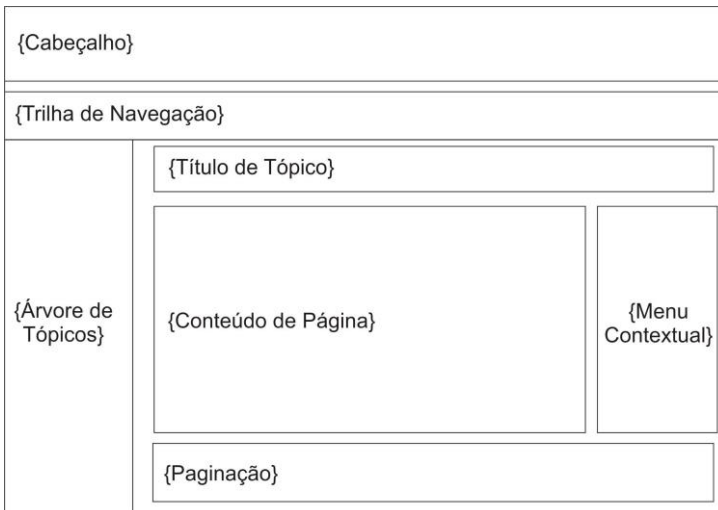 {Cabeçalho}
{Trilha de Navegação}
{Título de Tópico}
{Árvore de
Tópicos}
{Conteúdo de Página}
{Menu
Contextual}
{Paginação}